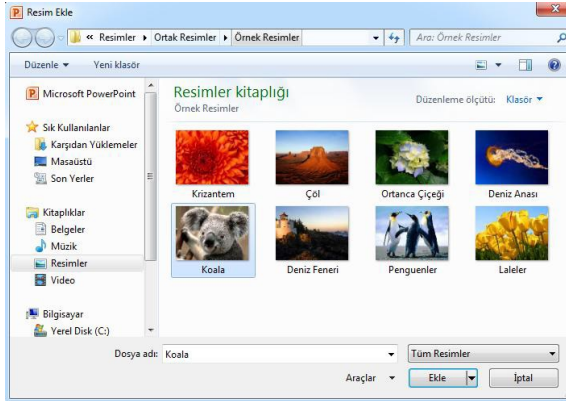 Resim Ekle
« Resimler ▸ Ortak Resimler ▸ Örnek Resimler
Ara: Örnek Resimler
Düzenle ▾ Yeni klasör
Microsoft PowerPoint
Sık Kullanılanlar
Karşıdan Yüklemeler
Masaüstü
Son Yerler
Kitaplıklar
Belgeler
Müzik
Resimler
Video
Bilgisayar
Yerel Disk (C:)
Resimler kitaplığı
Örnek Resimler
Düzenleme ölçütü: Klasör ▾
Krizantem Çöl Ortanca Çiçeği Deniz Anası
Koala Deniz Feneri Penguenler Laleler
Dosya adı: Koala
Tüm Resimler
Araçlar ▾ Ekle İptal